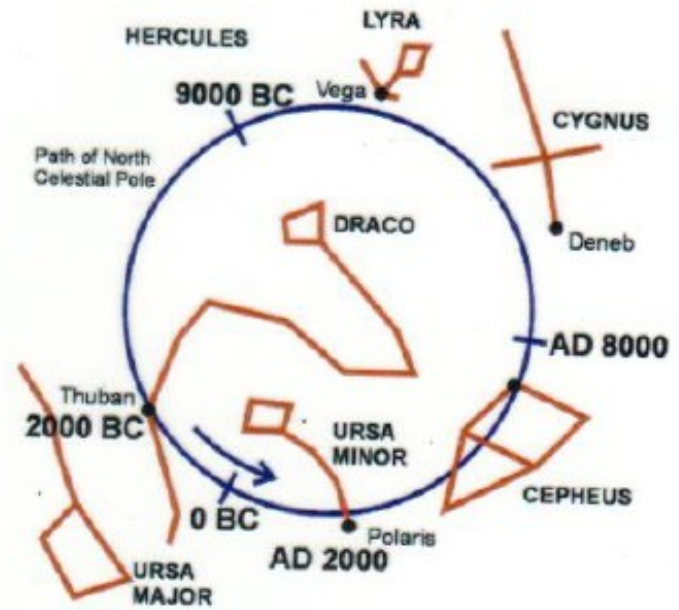 LYRA
HERCULES
Vega
9000 BC
CYGNUS
Path of North
Celestial Pole
DRACO
Deneb
AD 8000
Thuban
2000 BC
URSA
MINOR
CEPHEUS
0 BC
Polaris
AD 2000
URSA
MAJOR